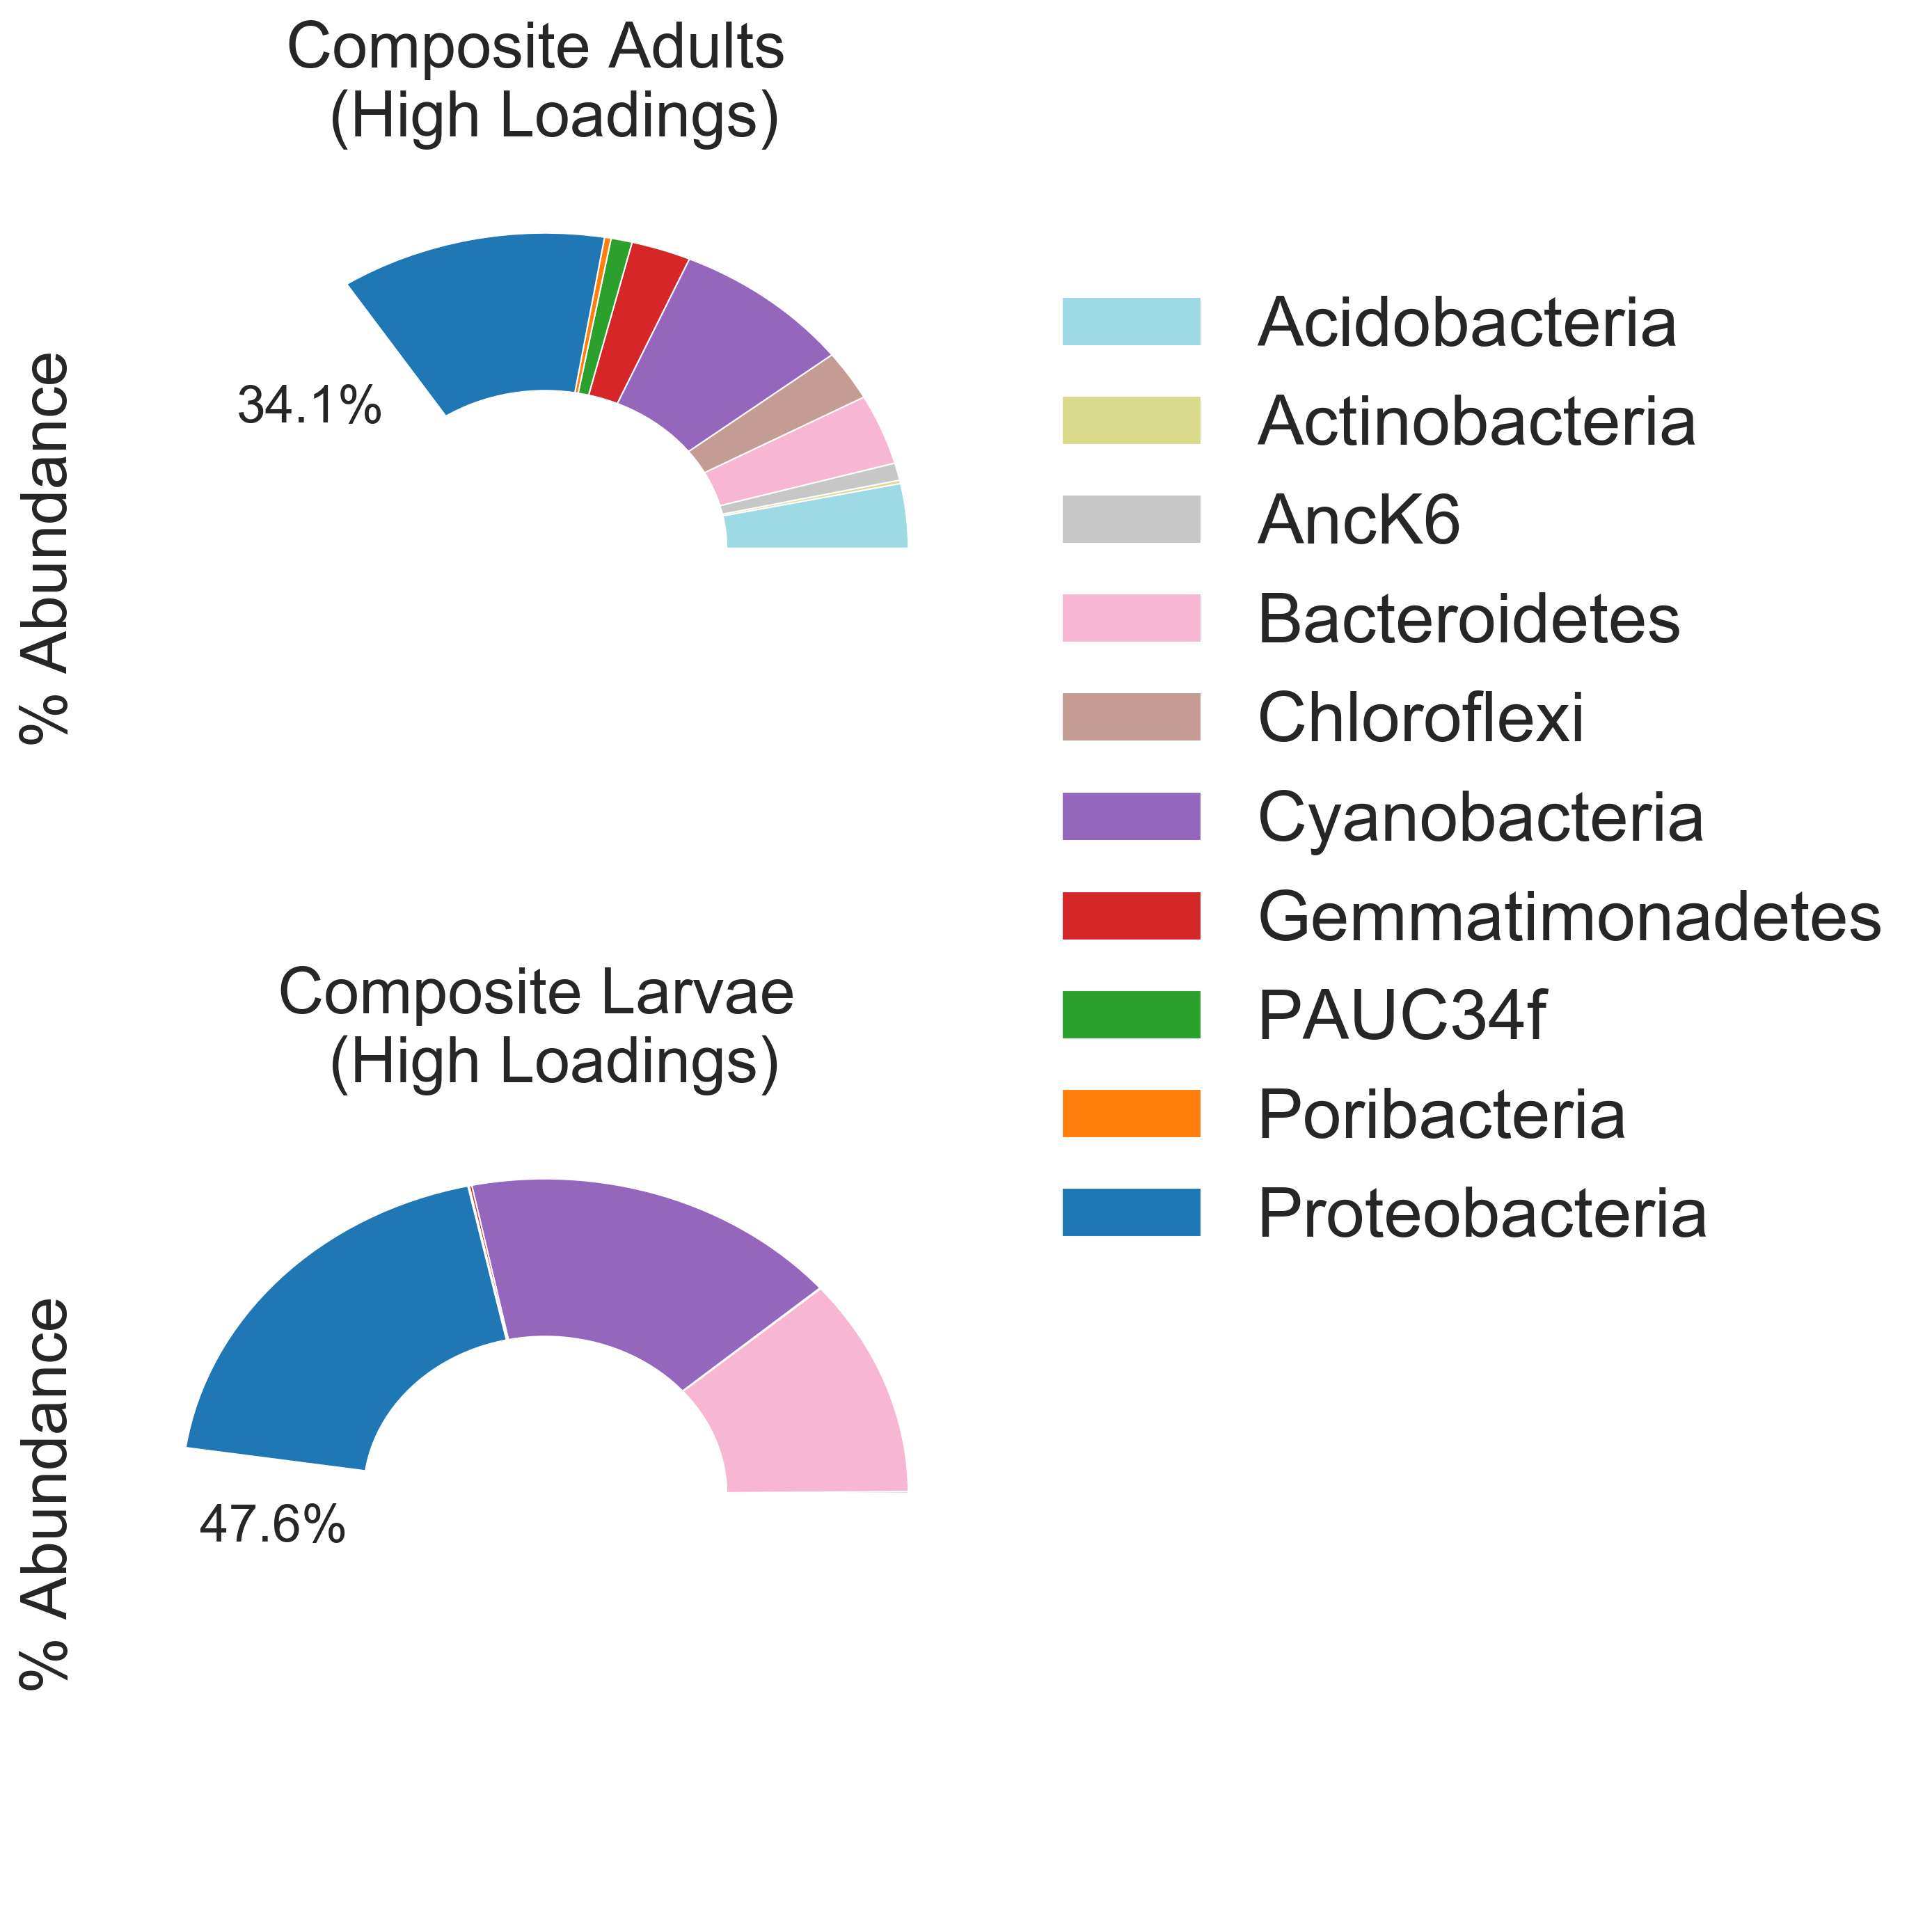 Composite Adults
(High Loadings)
% Abundance
34.1%
Acidobacteria
Actinobacteria
AncK6
Bacteroidetes
Chloroflexi
Cyanobacteria
Gemmatimonadetes
PAUC34f
Poribacteria
Proteobacteria
Composite Larvae
(High Loadings)
% Abundance
47.6%